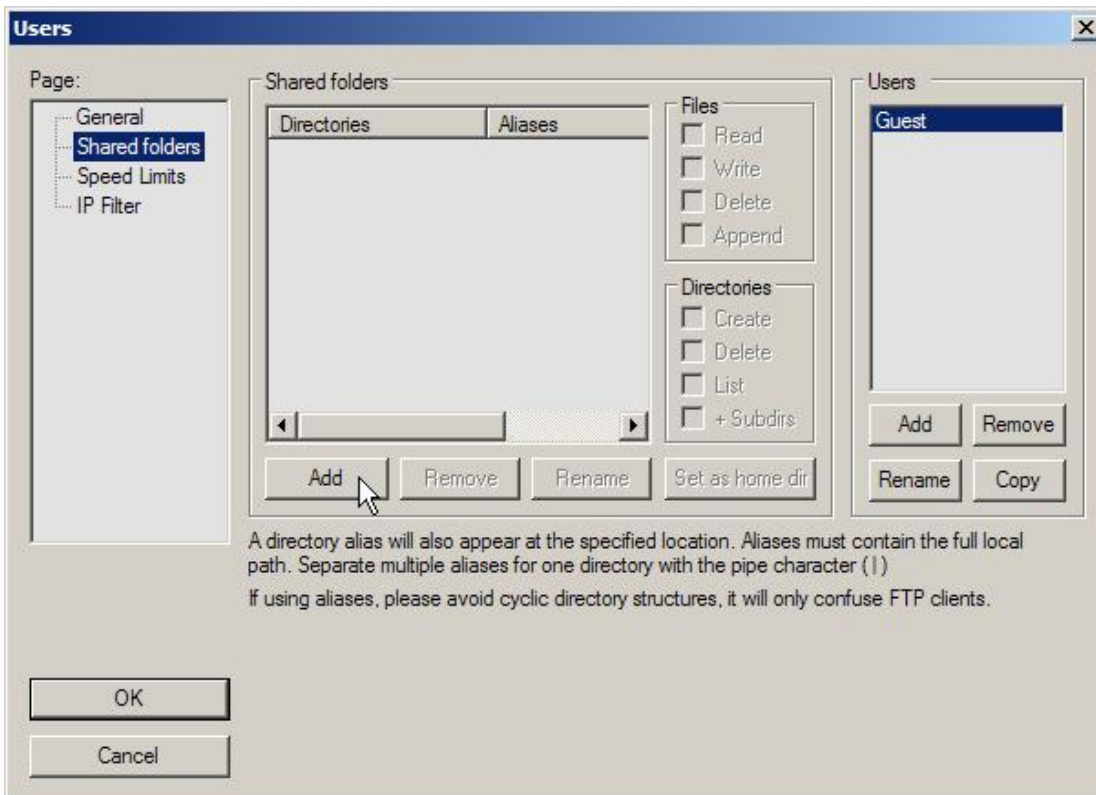 Users
Page:
General
Shared folders
Speed Limits
IP Filter
Shared folders
Directories Aliases
Files
Read
Write
Delete
Append
Directories
Create
Delete
List
+ Subdirs
Add Remove Rename Set as home dir
Users
Guest
Add Remove
Rename Copy
A directory alias will also appear at the specified location. Aliases must contain the full local
path. Separate multiple aliases for one directory with the pipe character ( | )
If using aliases, please avoid cyclic directory structures, it will only confuse FTP clients.
OK
Cancel